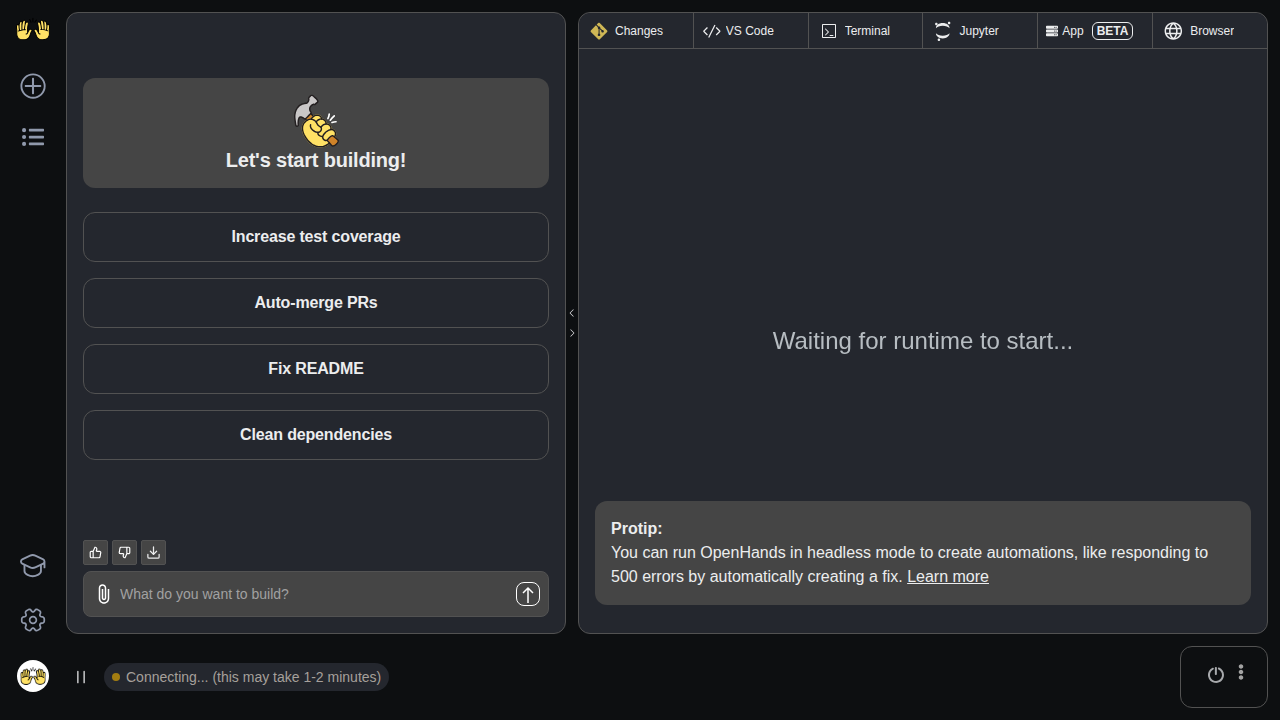 Changes
VS Code
Terminal
Jupyter
App BETA
Browser
Let's start building!
Increase test coverage
Auto-merge PRs
Fix README
Clean dependencies
Waiting for runtime to start...
Protip:
You can run OpenHands in headless mode to create automations, like responding to
500 errors by automatically creating a fix. Learn more
What do you want to build?
Connecting... (this may take 1-2 minutes)